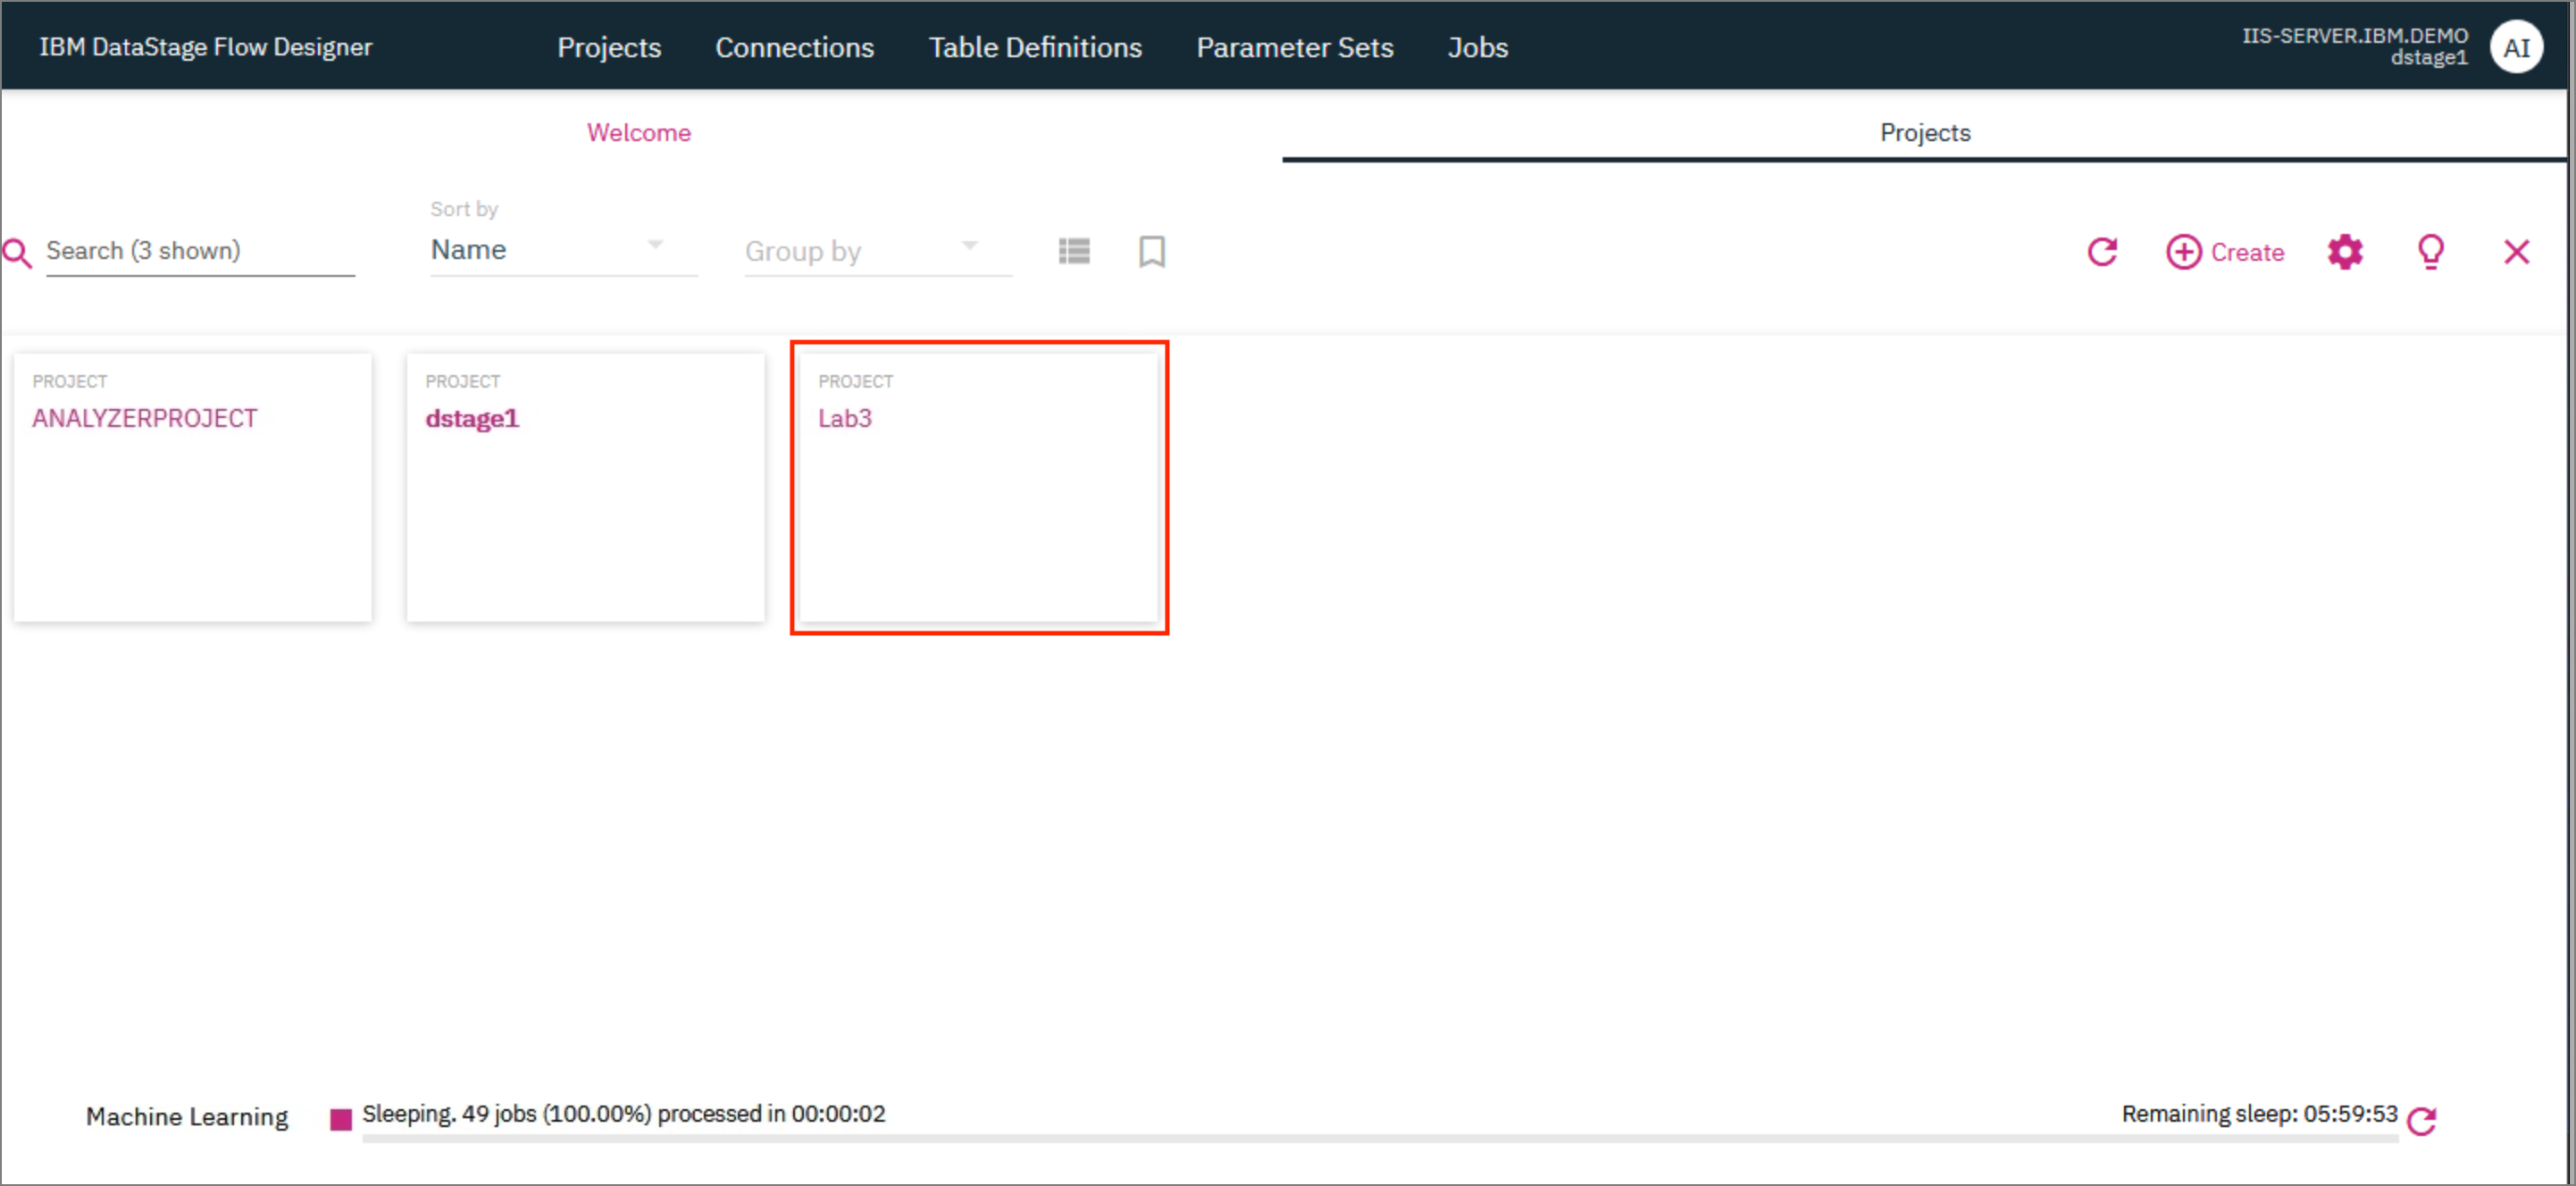 IBM DataStage Flow Designer
Projects
Connections
Table Definitions
Parameter Sets
Jobs
IIS-SERVER.IBM.DEMO
dstage1
AI
Welcome
Projects
Search (3 shown)
Sort by
Name
Group by
Create
PROJECT
ANALYZERPROJECT
PROJECT
dstage1
PROJECT
Lab3
Machine Learning
Sleeping. 49 jobs (100.00%) processed in 00:00:02
Remaining sleep: 05:59:53